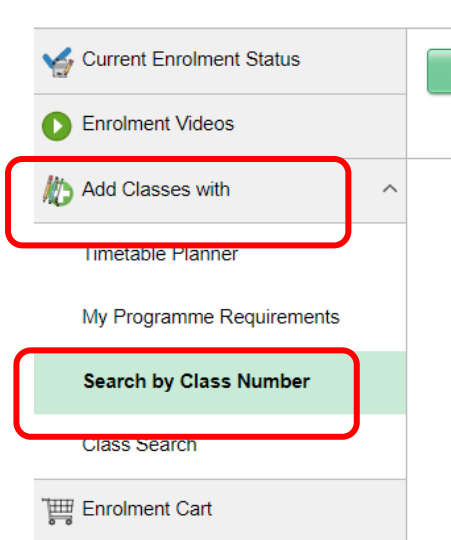 Current Enrolment Status
Enrolment Videos
Add Classes with
Timetable Planner
My Programme Requirements
Search by Class Number
Class Search
Enrolment Cart